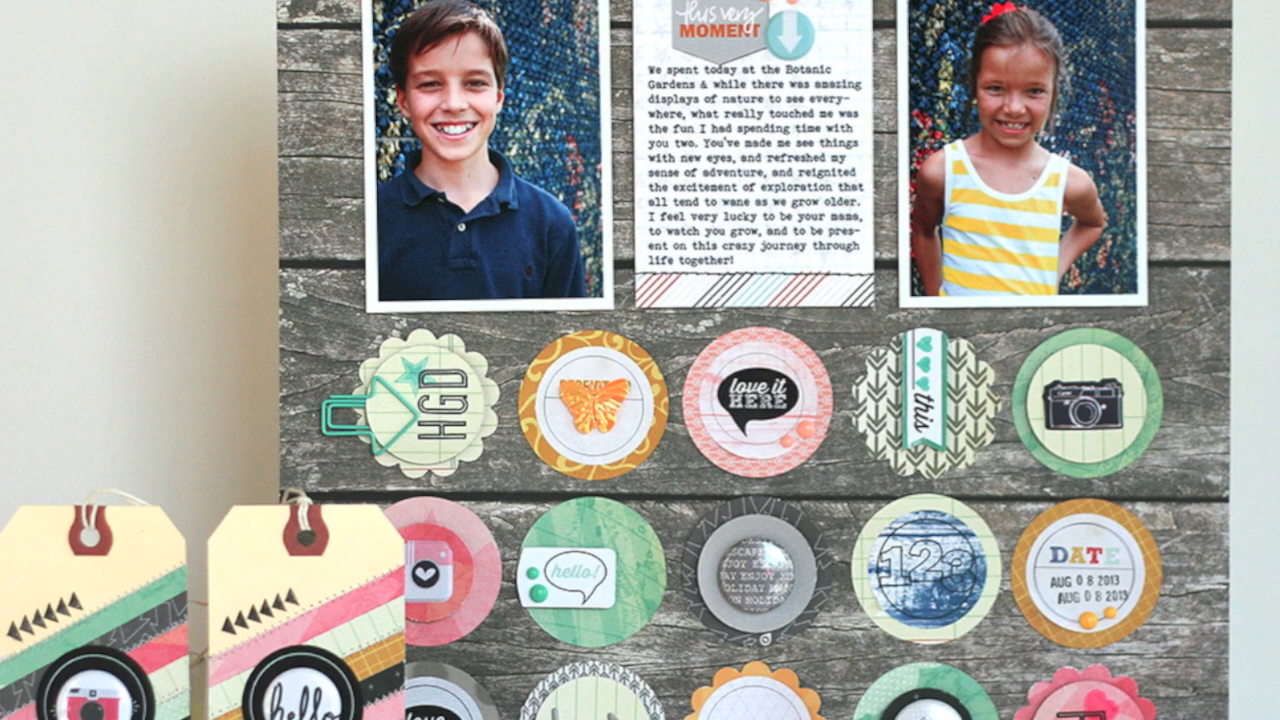 this very
MOMENT
We spent today at the Botanic
Gardens & while there was amazing
displays of nature to see every-
where, what really touched me was
the fun I had spending time with
you two. You've made me see things
with new eyes, and refreshed my
sense of adventure, and reignited
the excitement of exploration that
all tend to wane as we grow older.
I feel very lucky to be your mama,
to watch you grow, and to be pres-
ent on this crazy journey through
life together!
HGD
love it
HERE
this
hello!
ENJOY
HOLIDAY
123
DATE
AUG 08 2013
AUG 08 2013
hello
love